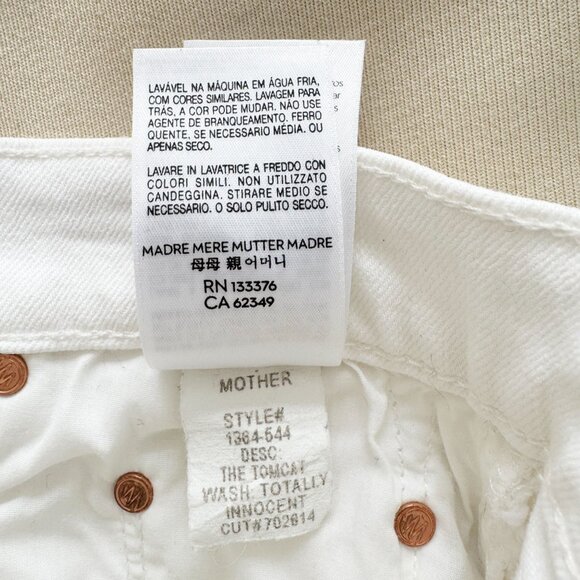 LAVÁVEL NA MÁQUINA EM ÁGUA FRIA,
COM CORES SIMILARES. LAVAGEM PARA
TRÁS, A COR PODE MUDAR. NÃO USE
AGENTE DE BRANQUEAMENTO. FERRO
QUENTE, SE NECESSARIO MÉDIA. OU
APENAS SECO.
LAVARE IN LAVATRICE A FREDDO CON
COLORI SIMILI. NON UTILIZZATO
CANDEGGINA. STIRARE MEDIO SE
NECESSARIO. O SOLO PULITO SECCO.
MADRE MERE MUTTER MADRE
母母 親 어머니
RN 133376
CA 62349
MOTHER
STYLE#
1364-544
DESC:
THE TOMCAT
WASH: TOTALLY
INNOCENT
CUT#702614